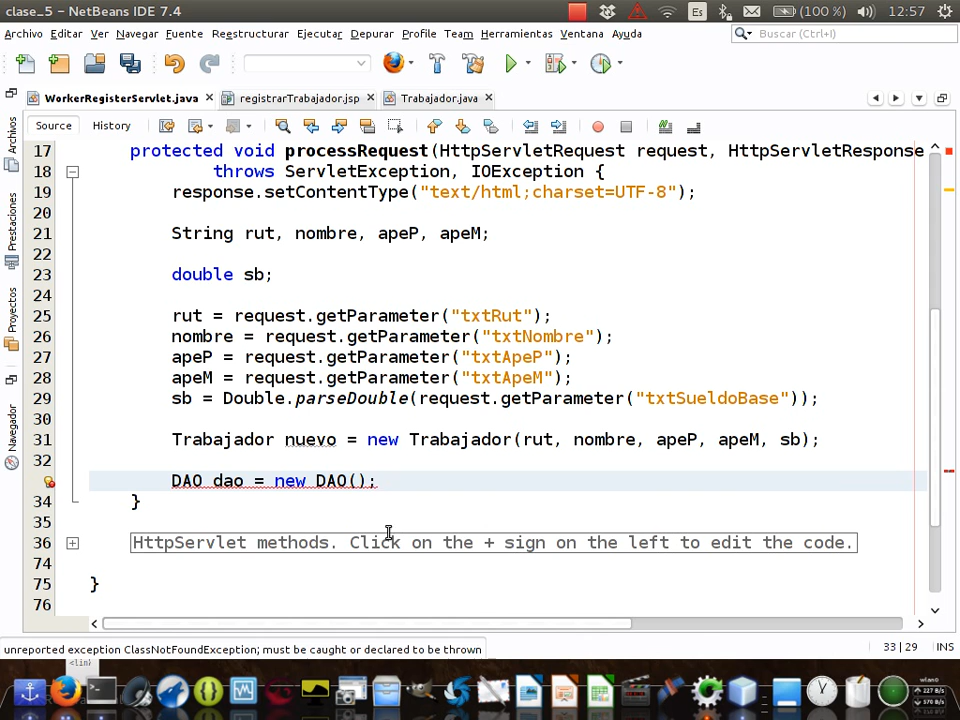 clase_5 - NetBeans IDE 7.4
Es
(100 %)
12:57
Archivo Editar Ver Navegar Fuente Refactorizar Ejecutar Depurar Profile Team Herramientas Ventana Ayuda
Buscar (Ctrl+I)
WorkerRegisterServlet.java
registrarTrabajador.jsp
Trabajador.java
Source History
Archivos
Prestaciones
Proyectos
Navegador
17 protected void processRequest(HttpServletRequest request, HttpServletResponse
18 throws ServletException, IOException {
19 response.setContentType("text/html;charset=UTF-8");
20
21 String rut, nombre, apeP, apeM;
22
23 double sb;
24
25 rut = request.getParameter("txtRut");
26 nombre = request.getParameter("txtNombre");
27 apeP = request.getParameter("txtApeP");
28 apeM = request.getParameter("txtApeM");
29 sb = Double.parseDouble(request.getParameter("txtSueldoBase"));
30
31 Trabajador nuevo = new Trabajador(rut, nombre, apeP, apeM, sb);
32
DAO dao = new DAO();
34 }
35
36 HttpServlet methods. Click on the + sign on the left to edit the code.
74
75 }
76
unreported exception ClassNotFoundException; must be caught or declared to be thrown
33 | 29 INS
<lin>
wlan0
227 B/s
370 B/s